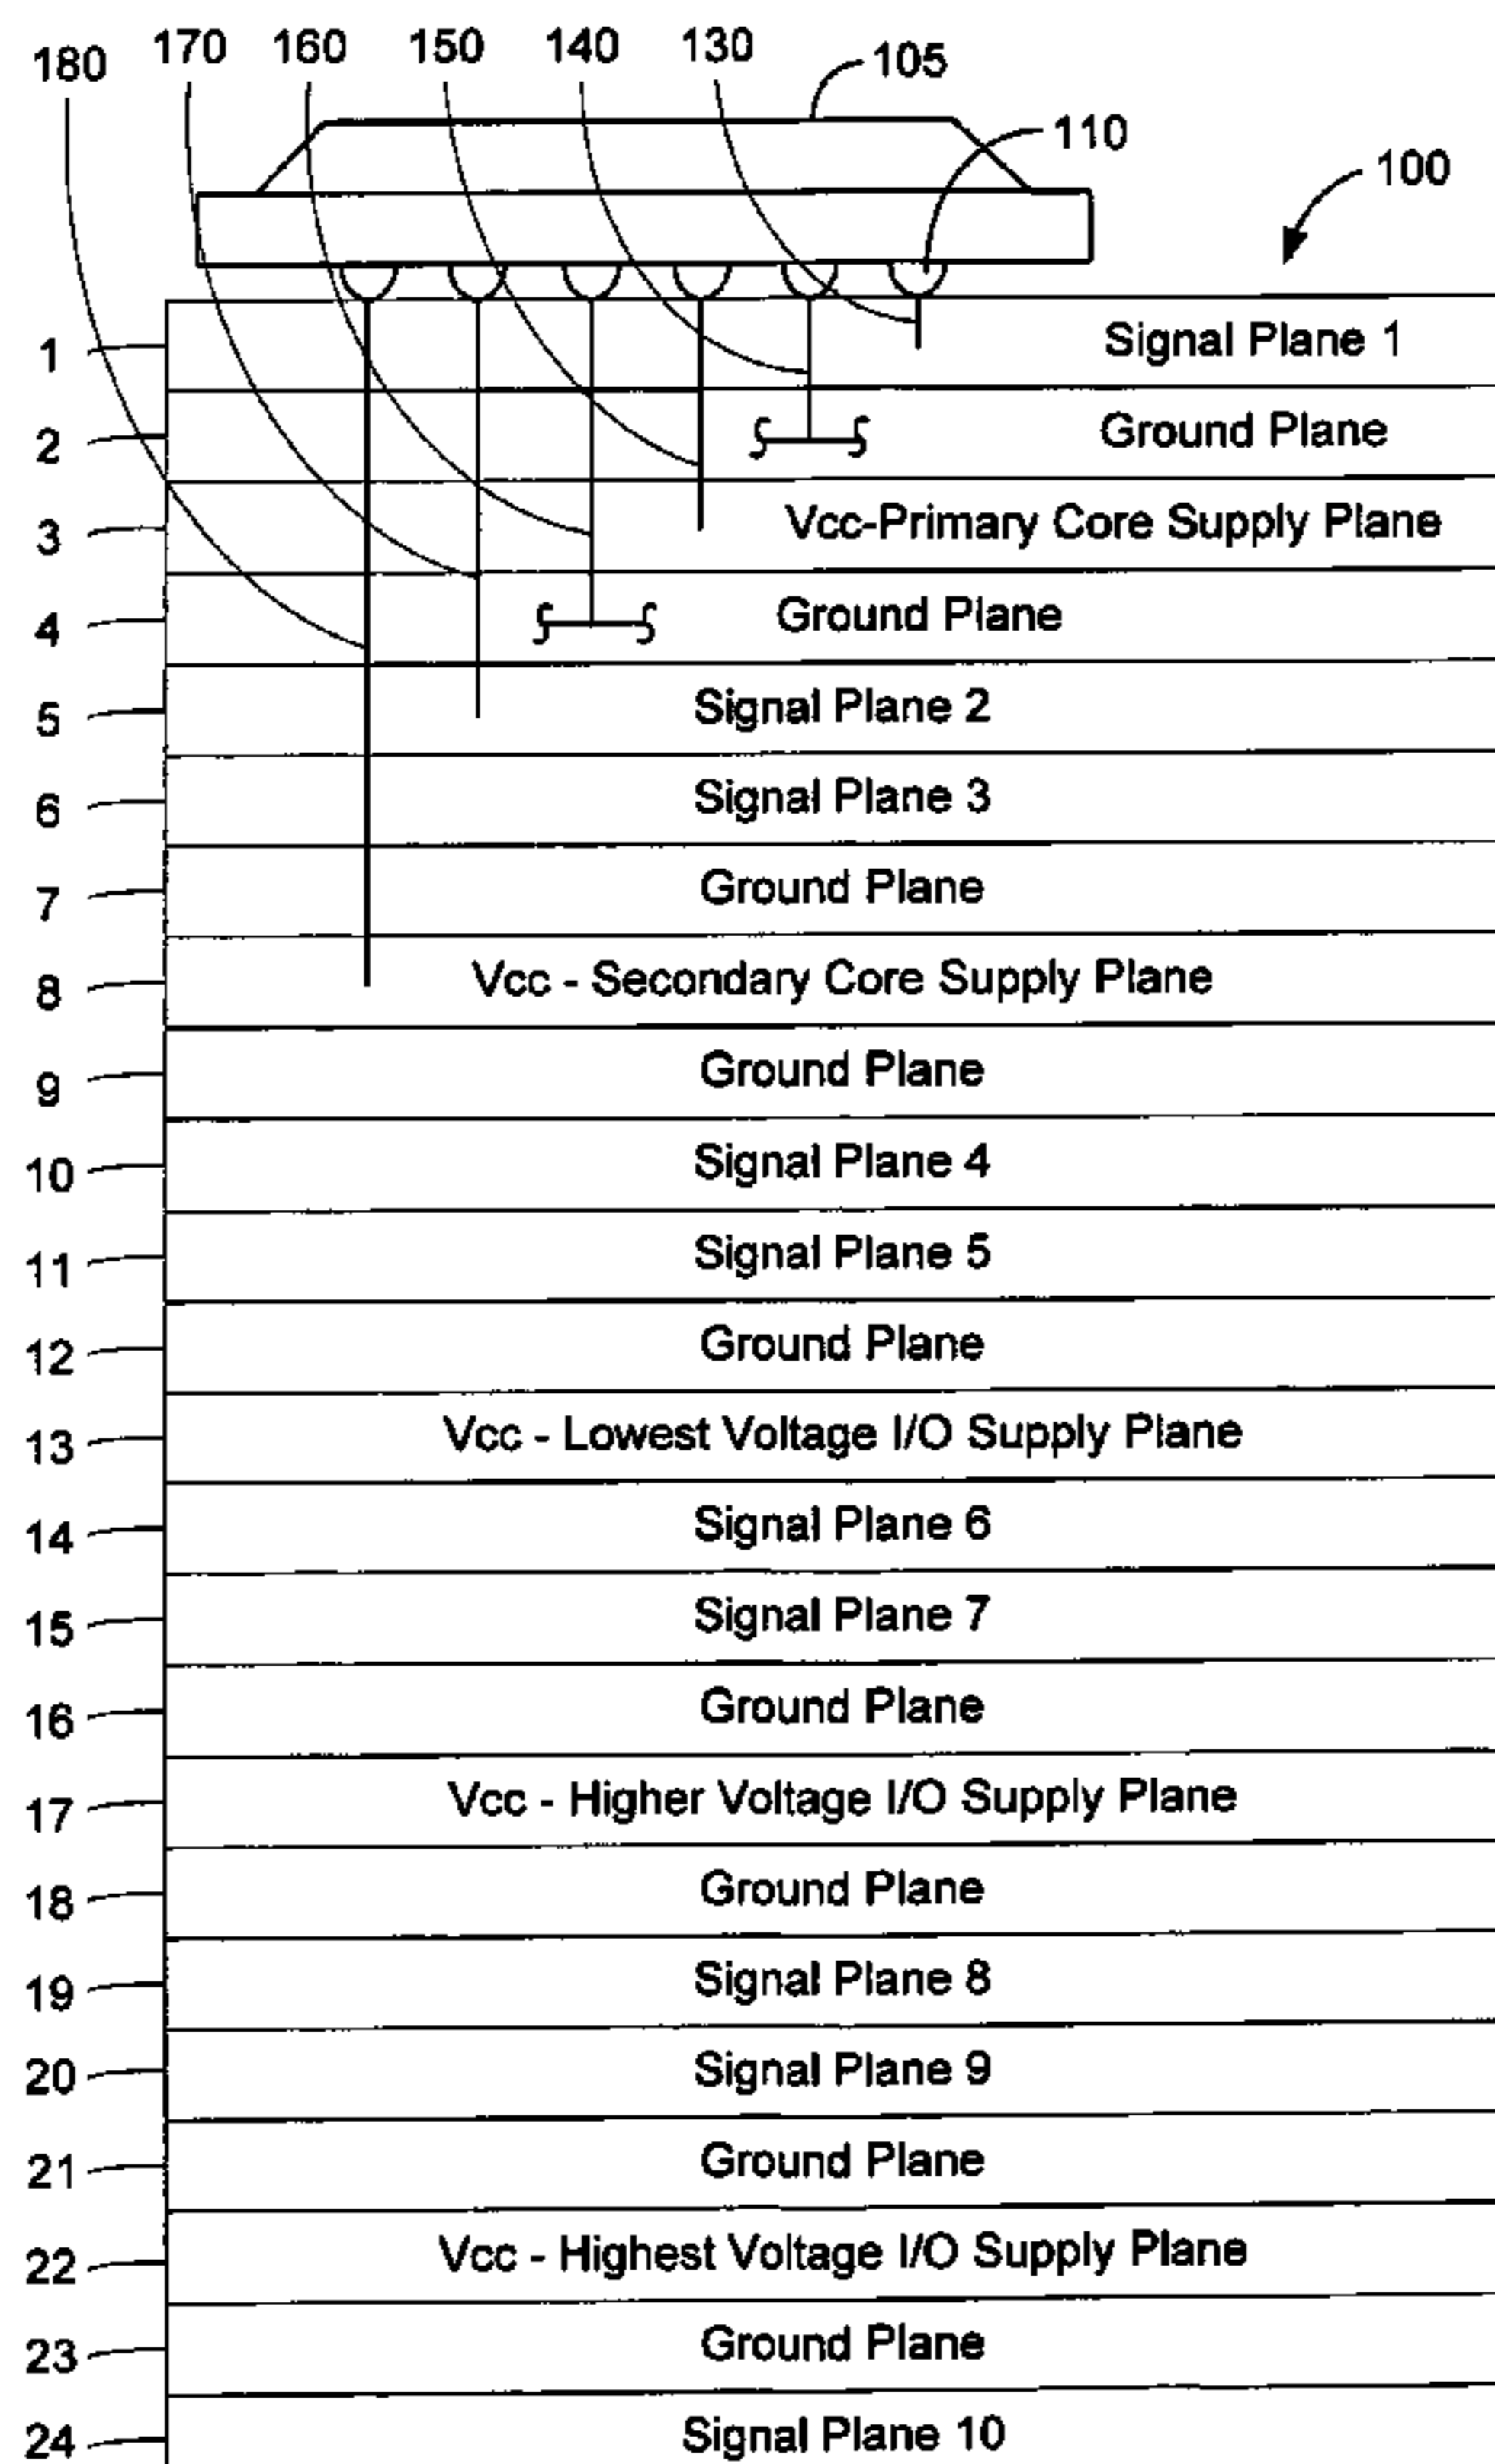 180 170 160 150 140 130 105
110
100
1 Signal Plane 1
2 Ground Plane
3 Vcc-Primary Core Supply Plane
4 Ground Plane
5 Signal Plane 2
6 Signal Plane 3
7 Ground Plane
8 Vcc - Secondary Core Supply Plane
9 Ground Plane
10 Signal Plane 4
11 Signal Plane 5
12 Ground Plane
13 Vcc - Lowest Voltage I/O Supply Plane
14 Signal Plane 6
15 Signal Plane 7
16 Ground Plane
17 Vcc - Higher Voltage I/O Supply Plane
18 Ground Plane
19 Signal Plane 8
20 Signal Plane 9
21 Ground Plane
22 Vcc - Highest Voltage I/O Supply Plane
23 Ground Plane
24 Signal Plane 10